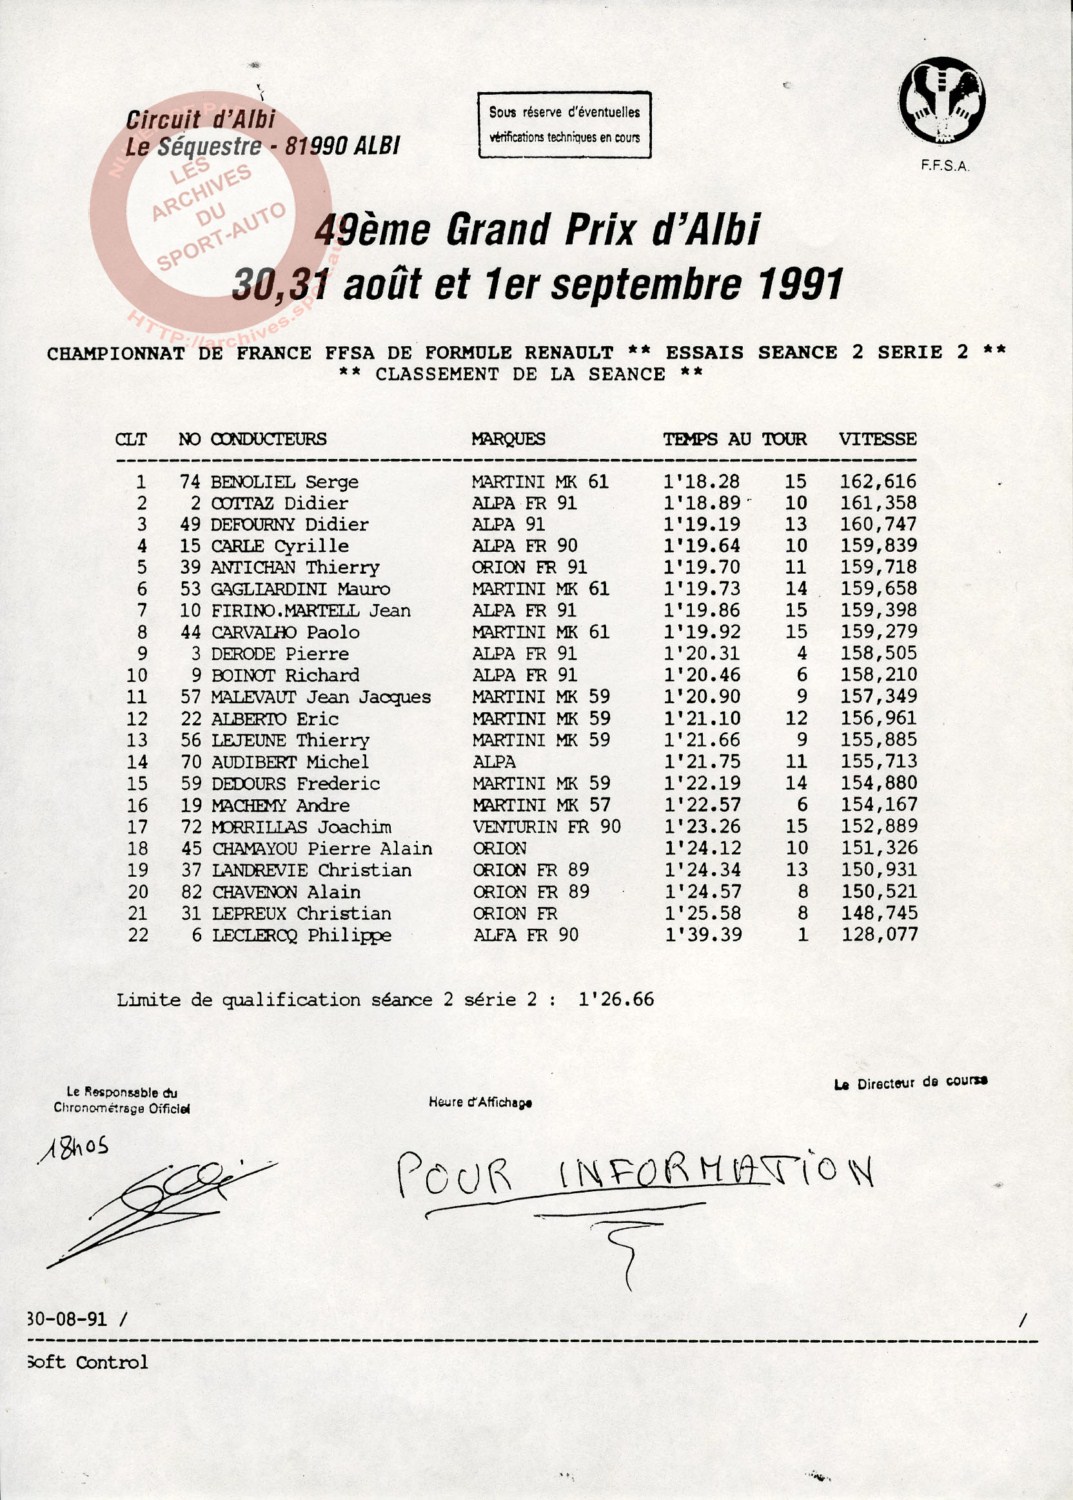 Circuit d'Albi
Le Séquestre - 81990 ALBI
Sous réserve d'éventuelles
vérifications techniques en cours
F.F.S.A.
LES
ARCHIVES
DU
SPORT-AUTO
49ème Grand Prix d'Albi
30,31 août et 1er septembre 1991
CHAMPIONNAT DE FRANCE FFSA DE FORMULE RENAULT ** ESSAIS SEANCE 2 SERIE 2 **
** CLASSEMENT DE LA SEANCE **
CLT NO CONDUCTEURS MARQUES TEMPS AU TOUR VITESSE
1 74 BENOLIEL Serge MARTINI MK 61 1'18.28 15 162,616
2 2 COTTAZ Didier ALPA FR 91 1'18.89 10 161,358
3 49 DEFOURNY Didier ALPA 91 1'19.19 13 160,747
4 15 CARLE Cyrille ALPA FR 90 1'19.64 10 159,839
5 39 ANTICHAN Thierry ORION FR 91 1'19.70 11 159,718
6 53 GAGLIARDINI Mauro MARTINI MK 61 1'19.73 14 159,658
7 10 FIRINO.MARTELL Jean ALPA FR 91 1'19.86 15 159,398
8 44 CARVALHO Paolo MARTINI MK 61 1'19.92 15 159,279
9 3 DERODE Pierre ALPA FR 91 1'20.31 4 158,505
10 9 BOINOT Richard ALPA FR 91 1'20.46 6 158,210
11 57 MALEVAUT Jean Jacques MARTINI MK 59 1'20.90 9 157,349
12 22 ALBERTO Eric MARTINI MK 59 1'21.10 12 156,961
13 56 LEJEUNE Thierry MARTINI MK 59 1'21.66 9 155,885
14 70 AUDIBERT Michel ALPA 1'21.75 11 155,713
15 59 DEDOURS Frederic MARTINI MK 59 1'22.19 14 154,880
16 19 MACHEMY Andre MARTINI MK 57 1'22.57 6 154,167
17 72 MORRILLAS Joachim VENTURIN FR 90 1'23.26 15 152,889
18 45 CHAMAYOU Pierre Alain ORION 1'24.12 10 151,326
19 37 LANDREVIE Christian ORION FR 89 1'24.34 13 150,931
20 82 CHAVENON Alain ORION FR 89 1'24.57 8 150,521
21 31 LEPREUX Christian ORION FR 1'25.58 8 148,745
22 6 LECLERCQ Philippe ALFA FR 90 1'39.39 1 128,077
Limite de qualification séance 2 série 2 : 1'26.66
Le Responsable du
Chronométrage Officiel
Heure d'Affichage
Le Directeur de course
18h05
POUR INFORMATION
30-08-91 / /
Soft Control